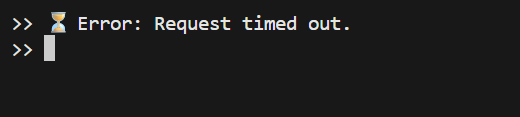 >> ⏳ Error: Request timed out.
>>